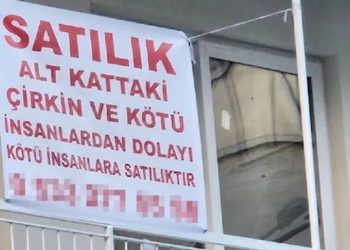 SATILIK
ALT KATTAKİ
ÇİRKİN VE KÖTÜ
İNSANLARDAN DOLAYI
KÖTÜ İNSANLARA SATILIKTIR